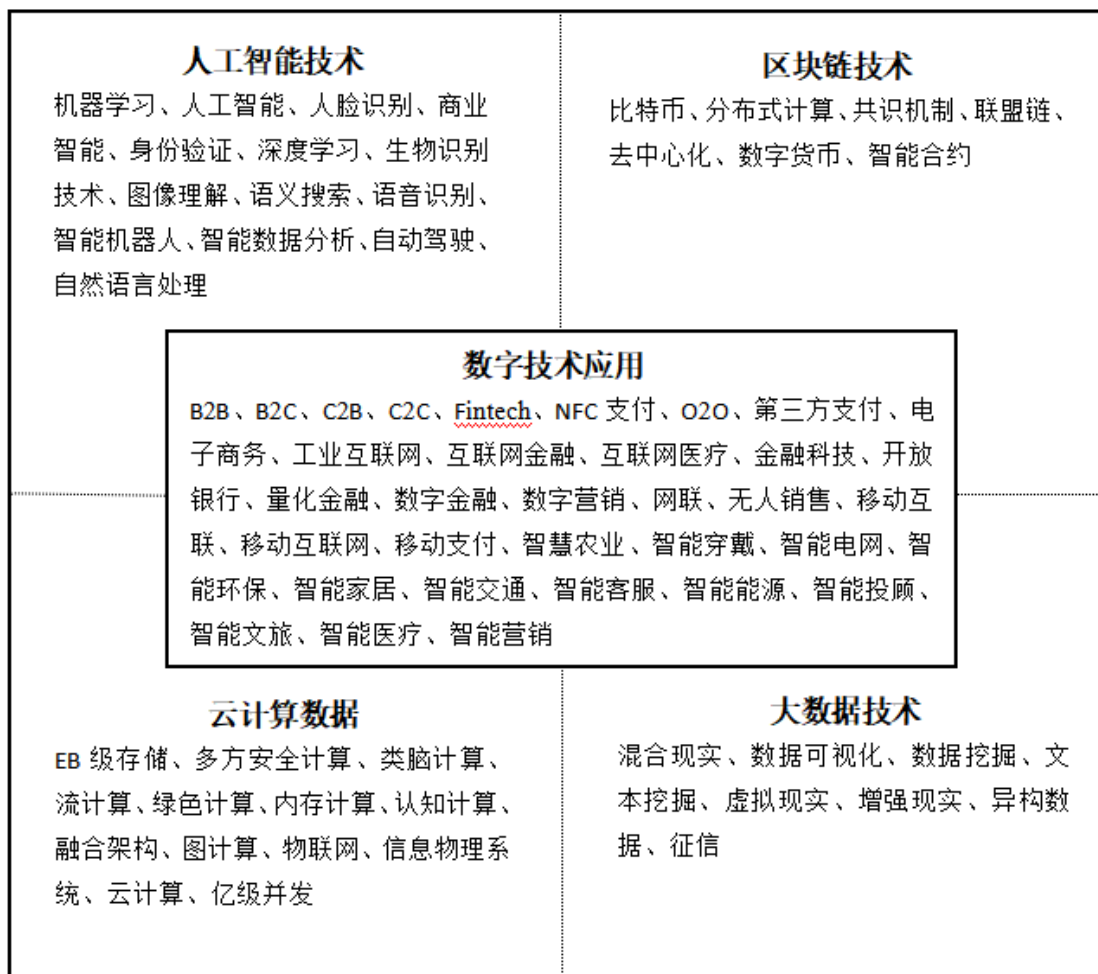 人工智能技术
机器学习、人工智能、人脸识别、商业
智能、身份验证、深度学习、生物识别
技术、图像理解、语义搜索、语音识别、
智能机器人、智能数据分析、自动驾驶、
自然语言处理
区块链技术
比特币、分布式计算、共识机制、联盟链、
去中心化、数字货币、智能合约
数字技术应用
B2B、B2C、C2B、C2C、Fintech、NFC 支付、O2O、第三方支付、电
子商务、工业互联网、互联网金融、互联网医疗、金融科技、开放
银行、量化金融、数字金融、数字营销、网联、无人销售、移动互
联、移动互联网、移动支付、智慧农业、智能穿戴、智能电网、智
能环保、智能家居、智能交通、智能客服、智能能源、智能投顾、
智能文旅、智能医疗、智能营销
云计算数据
EB 级存储、多方安全计算、类脑计算、
流计算、绿色计算、内存计算、认知计算、
融合架构、图计算、物联网、信息物理系
统、云计算、亿级并发
大数据技术
混合现实、数据可视化、数据挖掘、文
本挖掘、虚拟现实、增强现实、异构数
据、征信